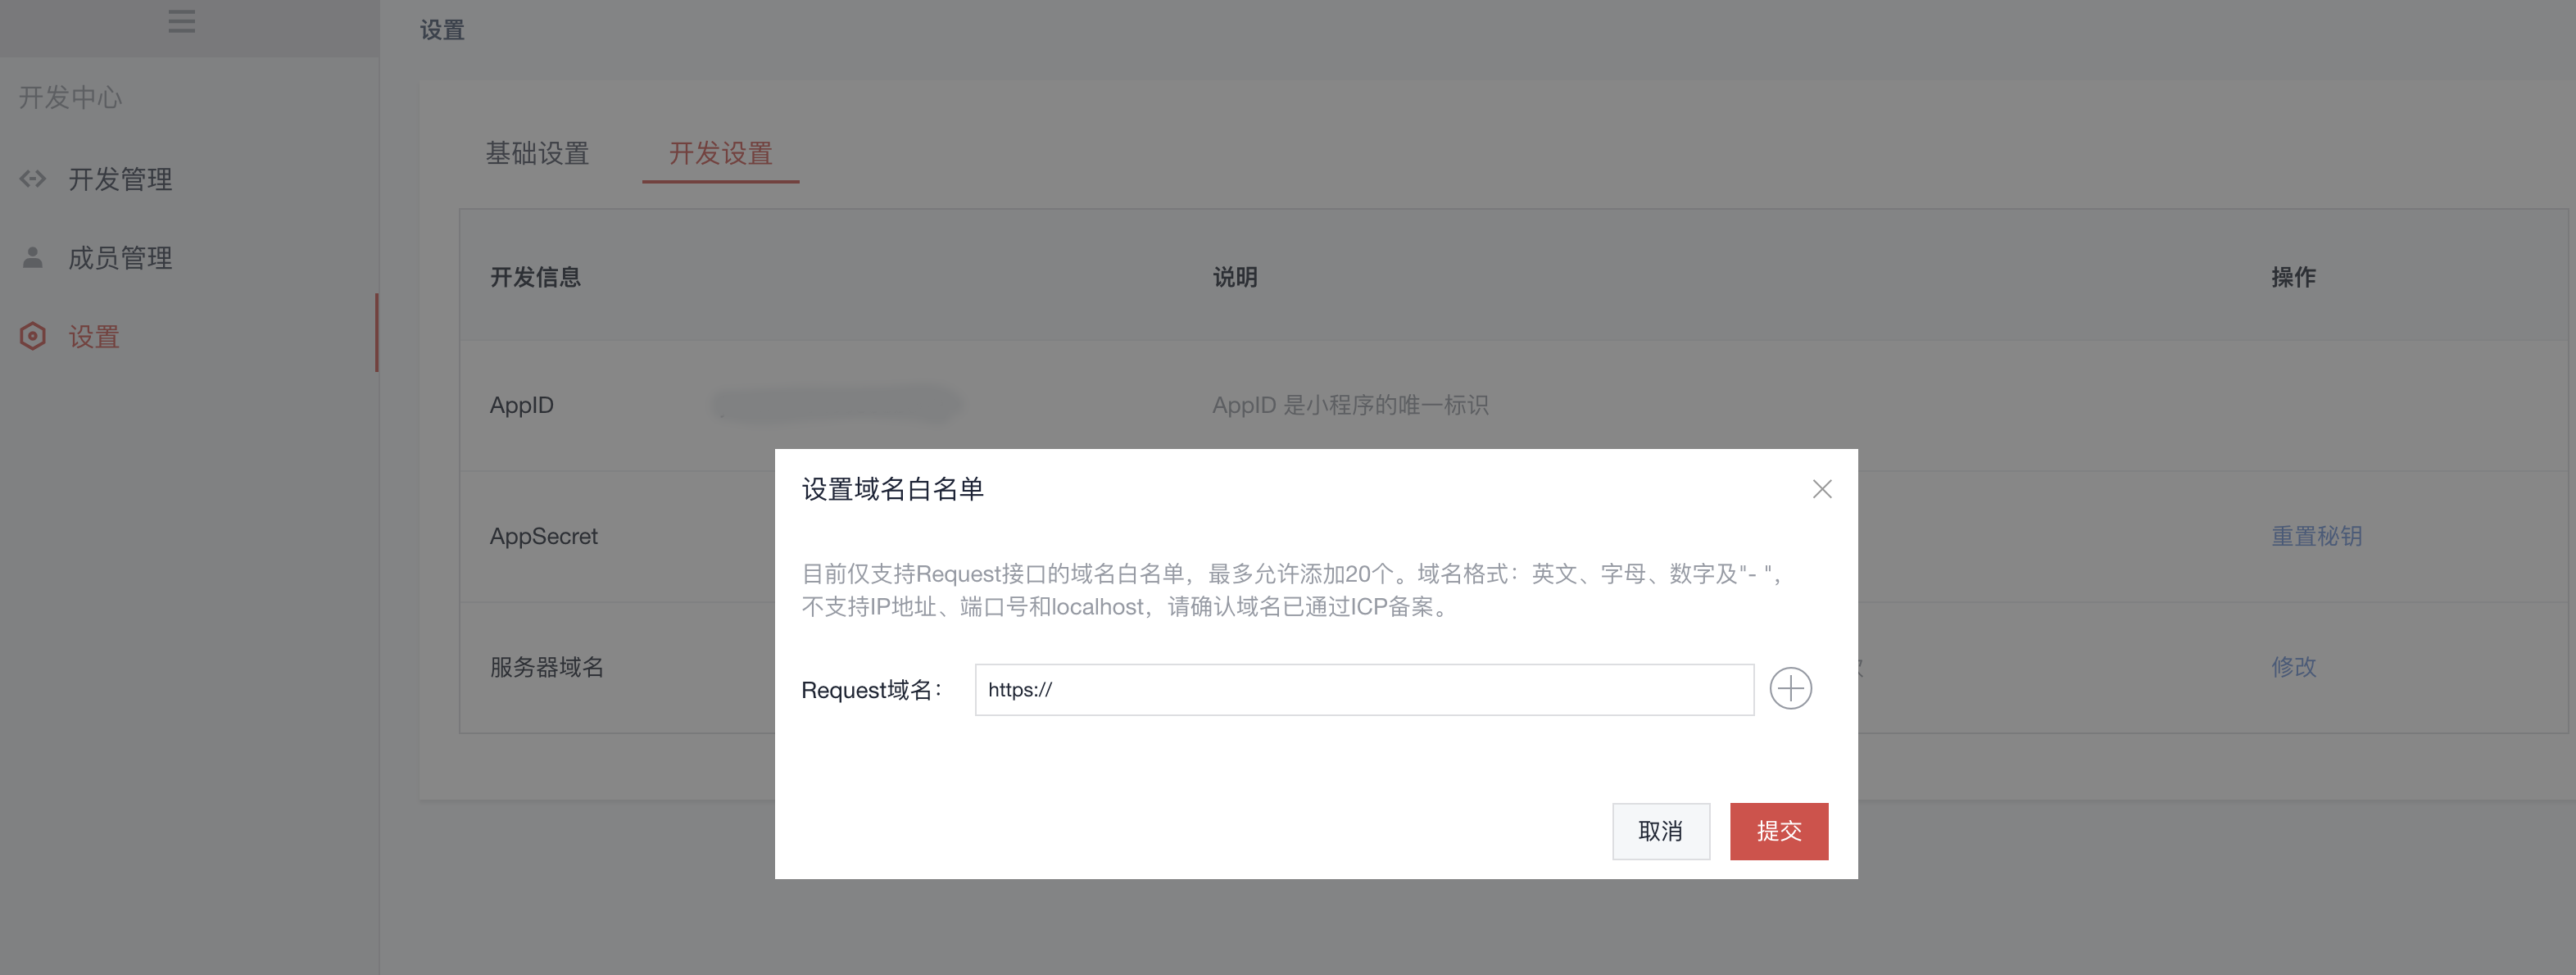 设置
开发中心
开发管理
成员管理
设置
基础设置
开发设置
开发信息
说明
操作
AppID
AppID 是小程序的唯一标识
AppSecret
重置秘钥
服务器域名
修改
设置域名白名单
目前仅支持Request接口的域名白名单，最多允许添加20个。域名格式：英文、字母、数字及"- "，
不支持IP地址、端口号和localhost，请确认域名已通过ICP备案。
Request域名：
https://
取消
提交